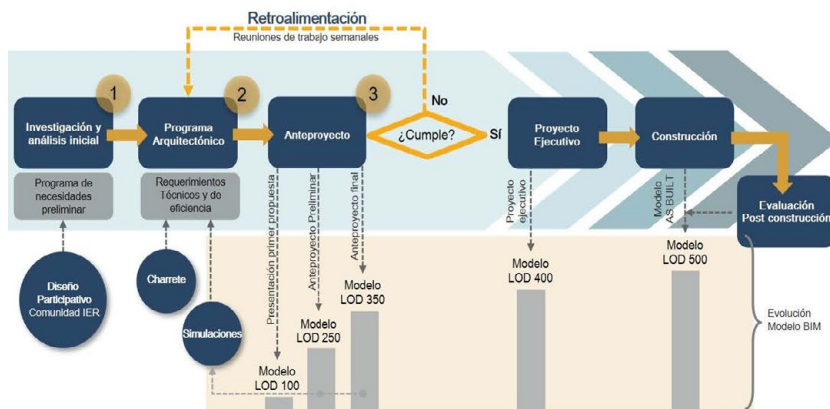 Retroalimentación
Reuniones de trabajo semanales
1
2
3
Investigación y
análisis inicial
Programa
Arquitectónico
Anteproyecto
¿Cumple?
No
Sí
Proyecto
Ejecutivo
Construcción
Evaluación
Post construcción
Programa de
necesidades preliminar
Requerimientos
Técnicos y do
eficiencia
Diseño
Participativo
Comunidad IER
Charrete
Simulaciones
Presentación primer propuesta
Anteproyecto Preliminar
Anteproyecto final
Proyecto
ejecutivo
Modelo
AS BUILT
Modelo
LOD 100
Modelo
LOD 250
Modelo
LOD 350
Modelo
LOD 400
Modelo
LOD 500
Evolución
Modelo BIM